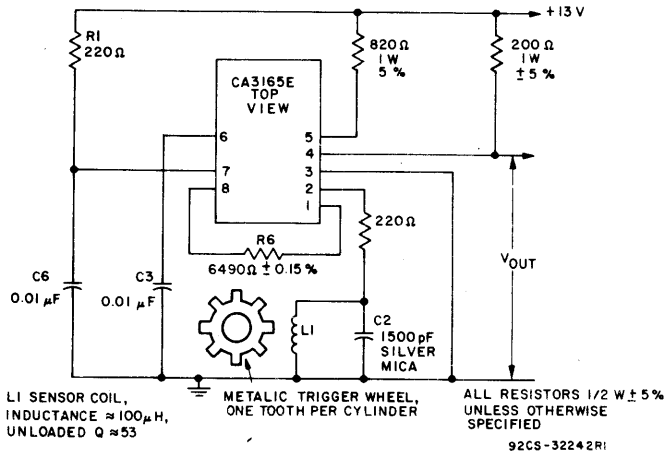 +13 V
R1
220Ω
820Ω
1W
5 %
200Ω
1W
± 5%
CA3165E
TOP
VIEW
6
7
8
5
4
3
2
1
R6
6490Ω ± 0.15%
220Ω
C6
0.01 μF
C3
0.01 μF
L1
C2
1500pF
SILVER
MICA
VOUT
L1 SENSOR COIL,
INDUCTANCE ≈ 100μH,
UNLOADED Q ≈ 53
METALIC TRIGGER WHEEL,
ONE TOOTH PER CYLINDER
ALL RESISTORS 1/2 W ± 5%
UNLESS OTHERWISE
SPECIFIED
92CS-32242R1